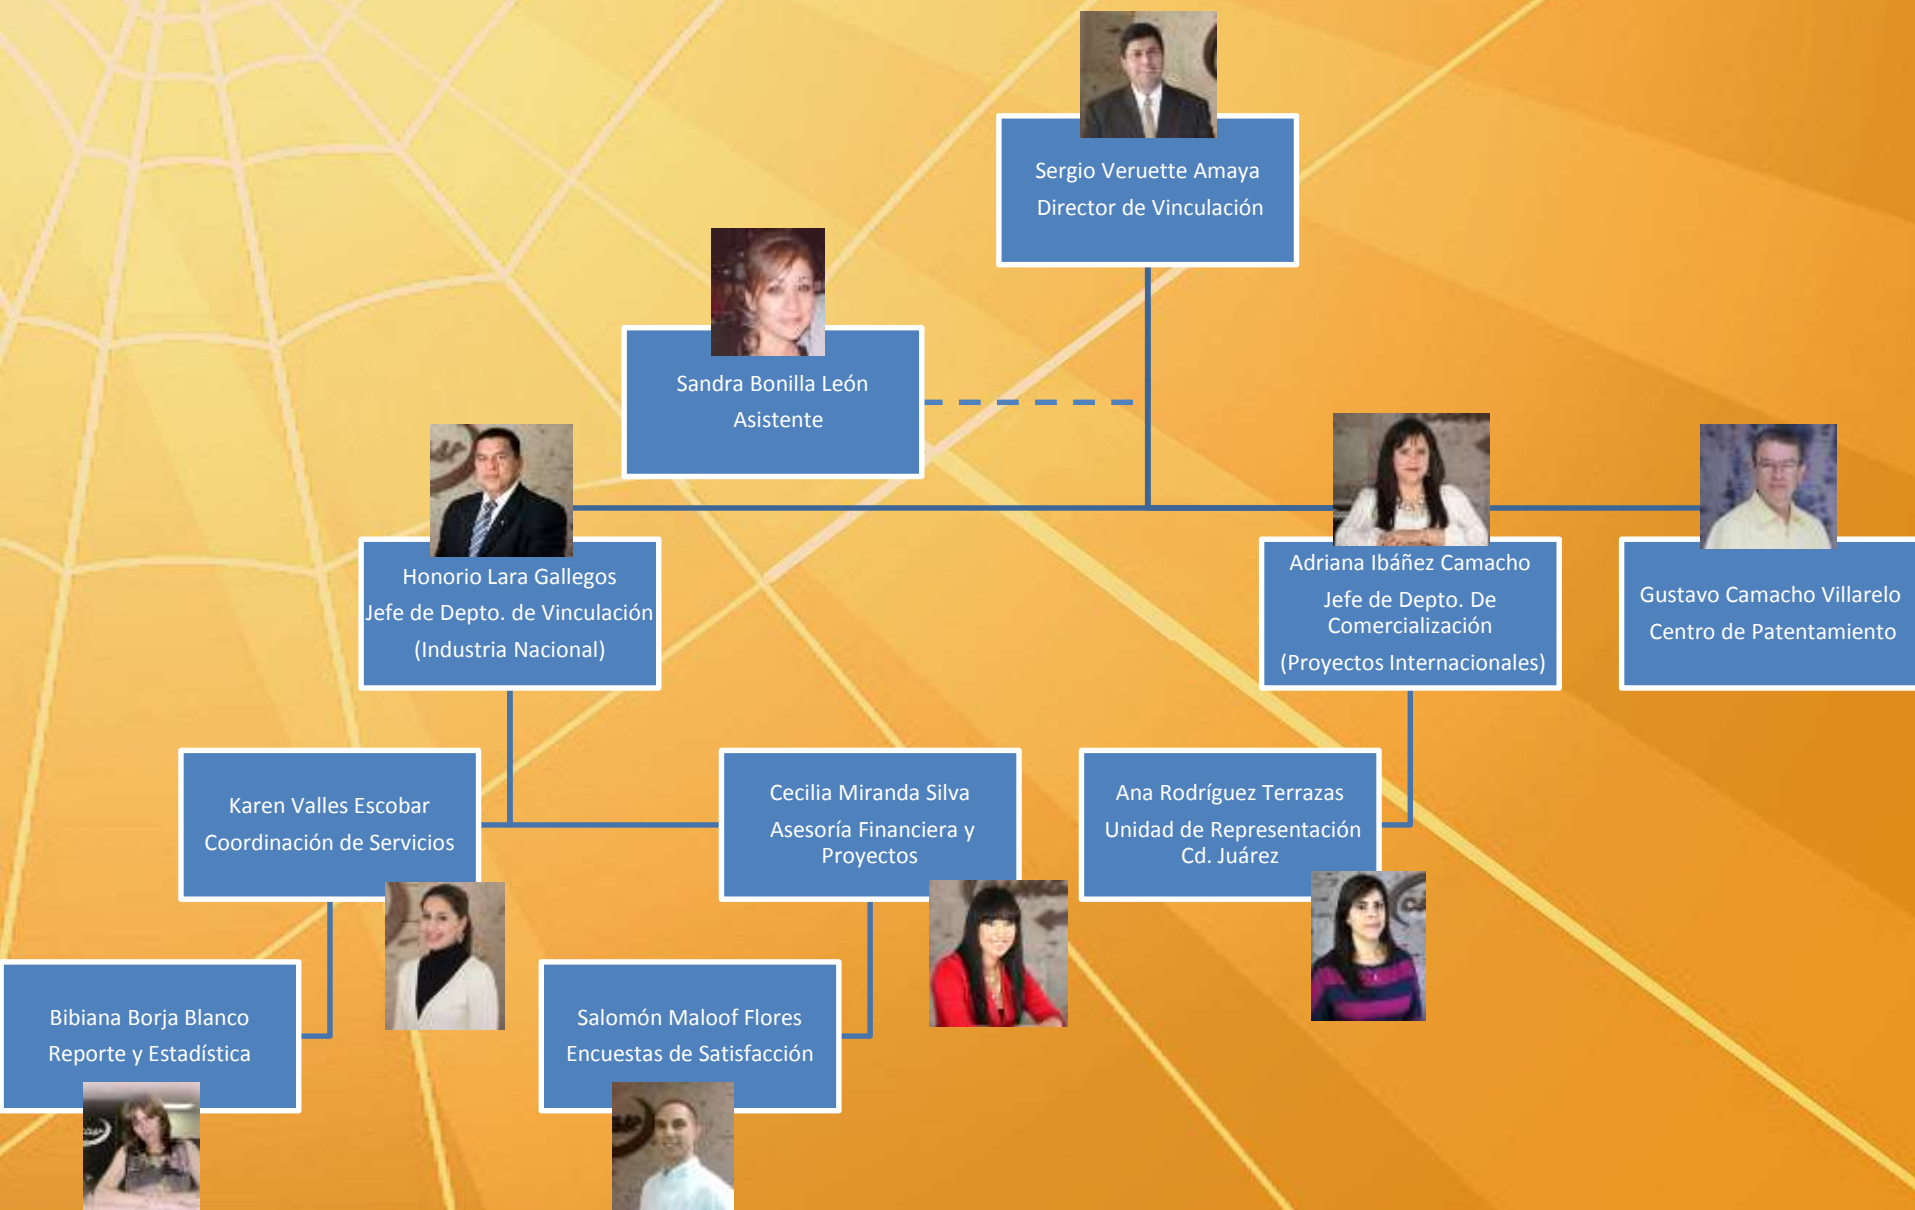 Sergio Veruette Amaya
Director de Vinculación
Sandra Bonilla León
Asistente
Honorio Lara Gallegos
Jefe de Depto. de Vinculación
(Industria Nacional)
Adriana Ibáñez Camacho
Jefe de Depto. De
Comercialización
(Proyectos Internacionales)
Gustavo Camacho Villarelo
Centro de Patentamiento
Karen Valles Escobar
Coordinación de Servicios
Cecilia Miranda Silva
Asesoría Financiera y
Proyectos
Ana Rodríguez Terrazas
Unidad de Representación
Cd. Juárez
Bibiana Borja Blanco
Reporte y Estadística
Salomón Maloof Flores
Encuestas de Satisfacción